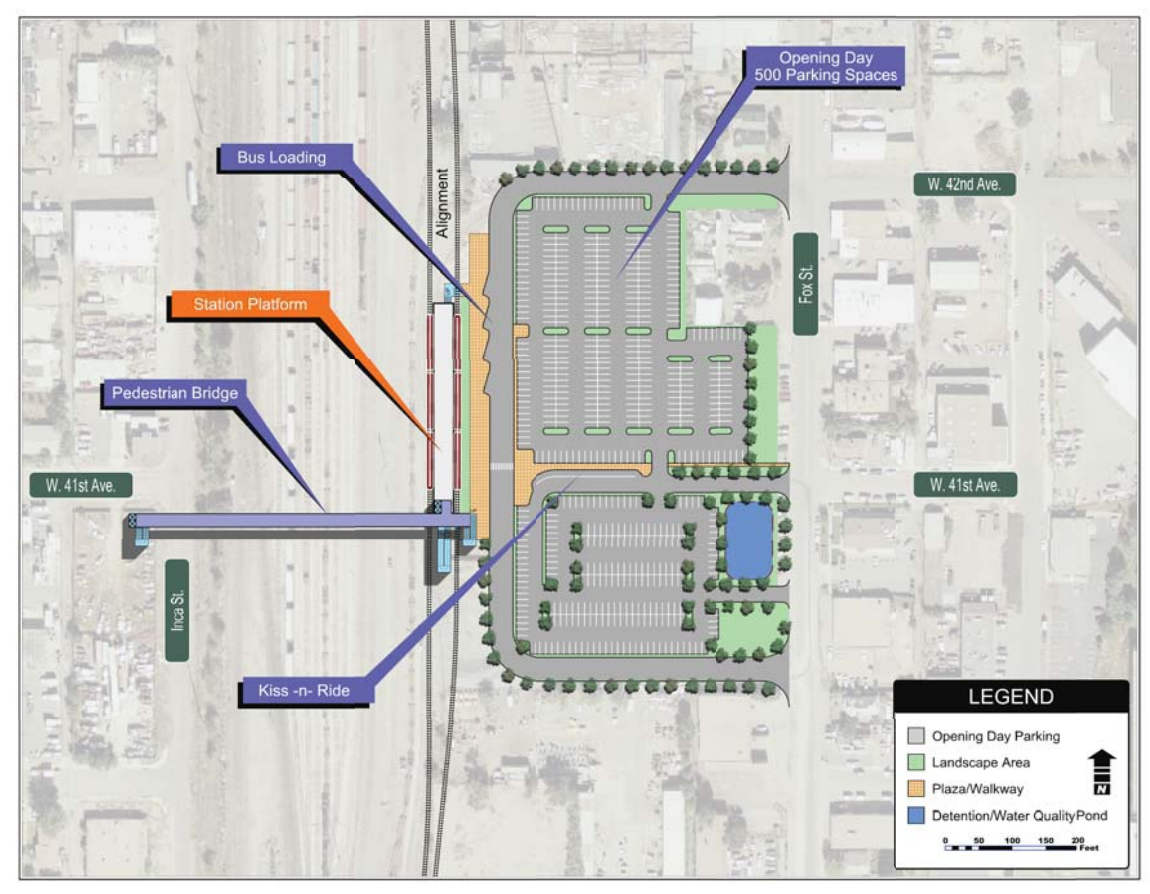 Opening Day
500 Parking Spaces
Bus Loading
W. 42nd Ave.
Alignment
Fox St.
Station Platform
Pedestrian Bridge
W. 41st Ave.
W. 41st Ave.
Inca St.
Kiss -n- Ride
LEGEND
Opening Day Parking
Landscape Area
Plaza/Walkway
Detention/Water QualityPond
N
0 50 100 150 200
Feet